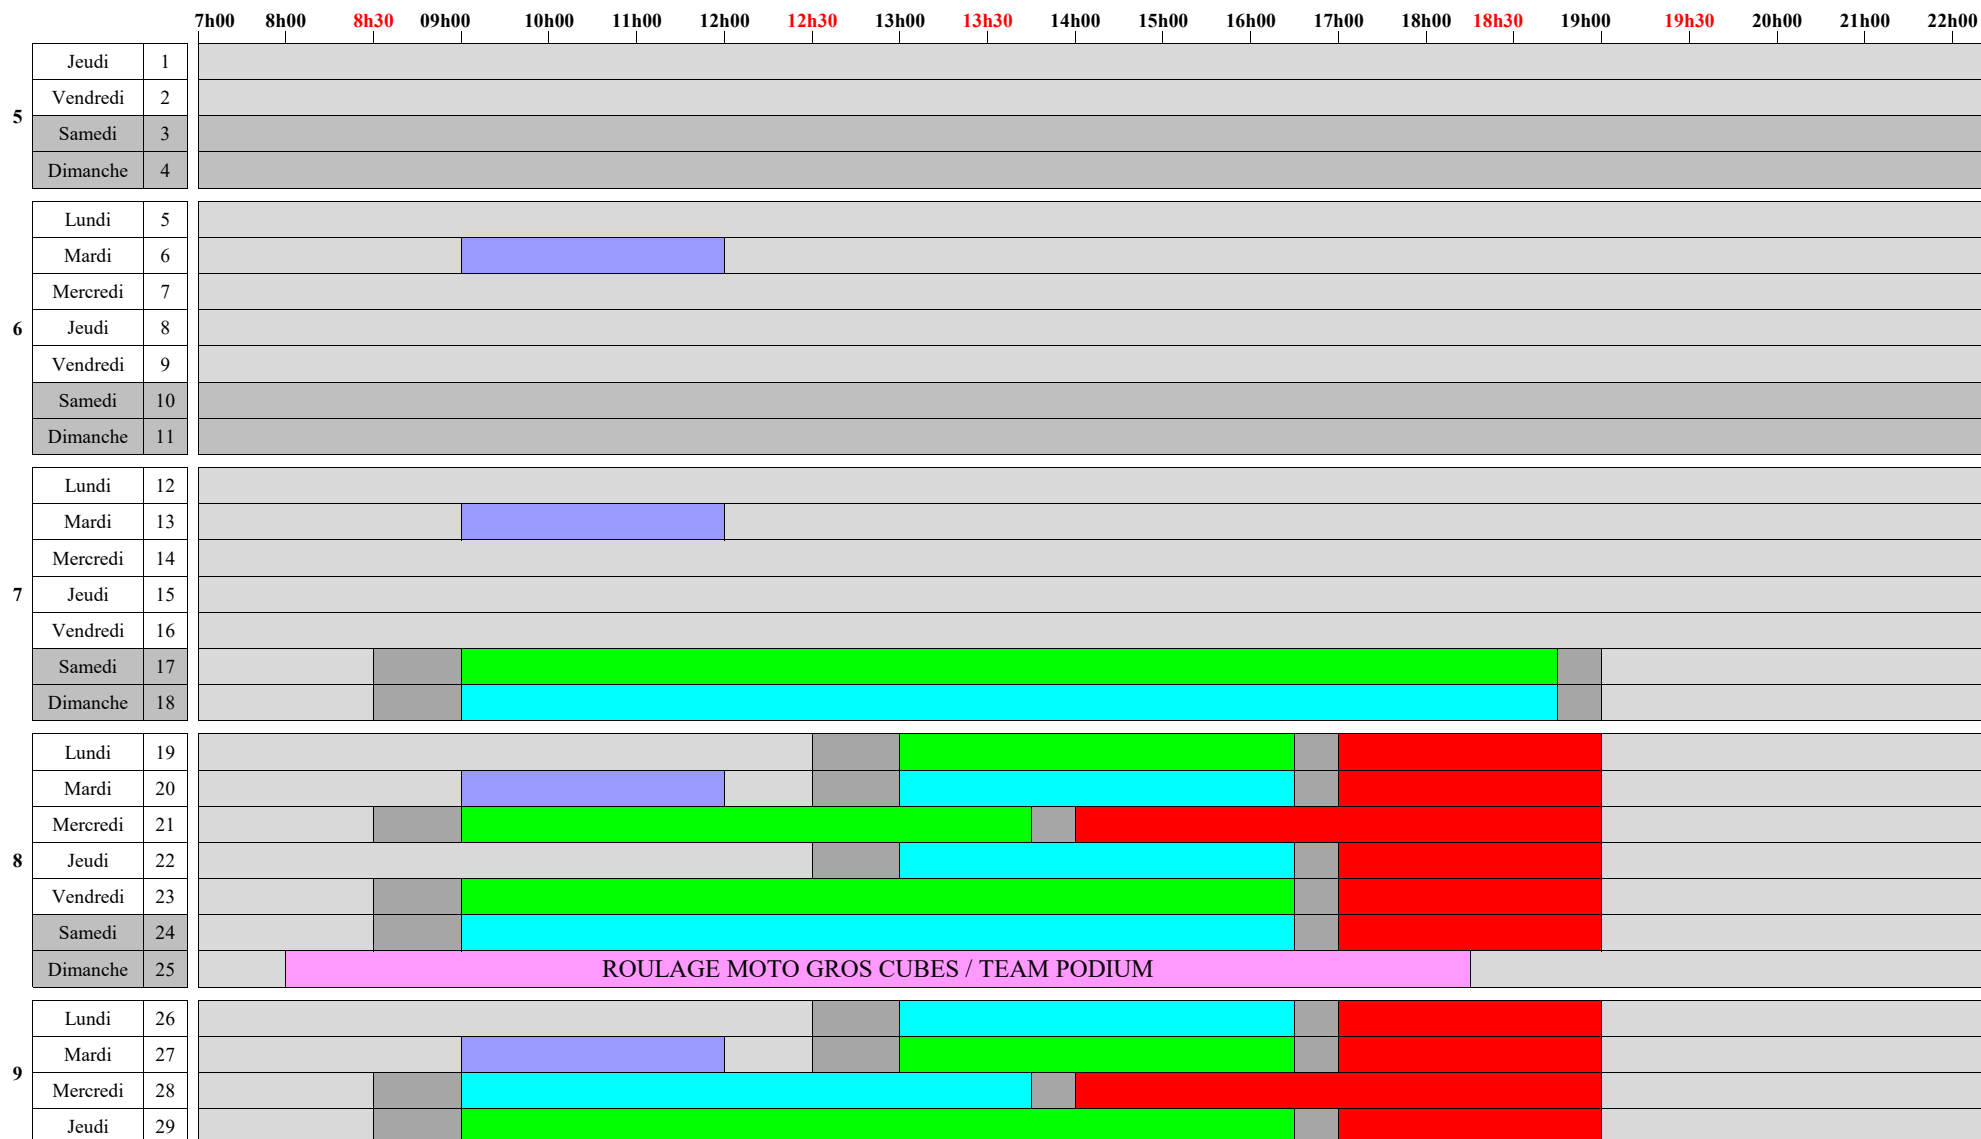 7h00 8h00 8h30 09h00 10h00 11h00 12h00 12h30 13h00 13h30 14h00 15h00 16h00 17h00 18h00 18h30 19h00 19h30 20h00 21h00 22h00
5
Jeudi 1
Vendredi 2
Samedi 3
Dimanche 4
6
Lundi 5
Mardi 6
Mercredi 7
Jeudi 8
Vendredi 9
Samedi 10
Dimanche 11
7
Lundi 12
Mardi 13
Mercredi 14
Jeudi 15
Vendredi 16
Samedi 17
Dimanche 18
8
Lundi 19
Mardi 20
Mercredi 21
Jeudi 22
Vendredi 23
Samedi 24
Dimanche 25 ROULAGE MOTO GROS CUBES / TEAM PODIUM
9
Lundi 26
Mardi 27
Mercredi 28
Jeudi 29